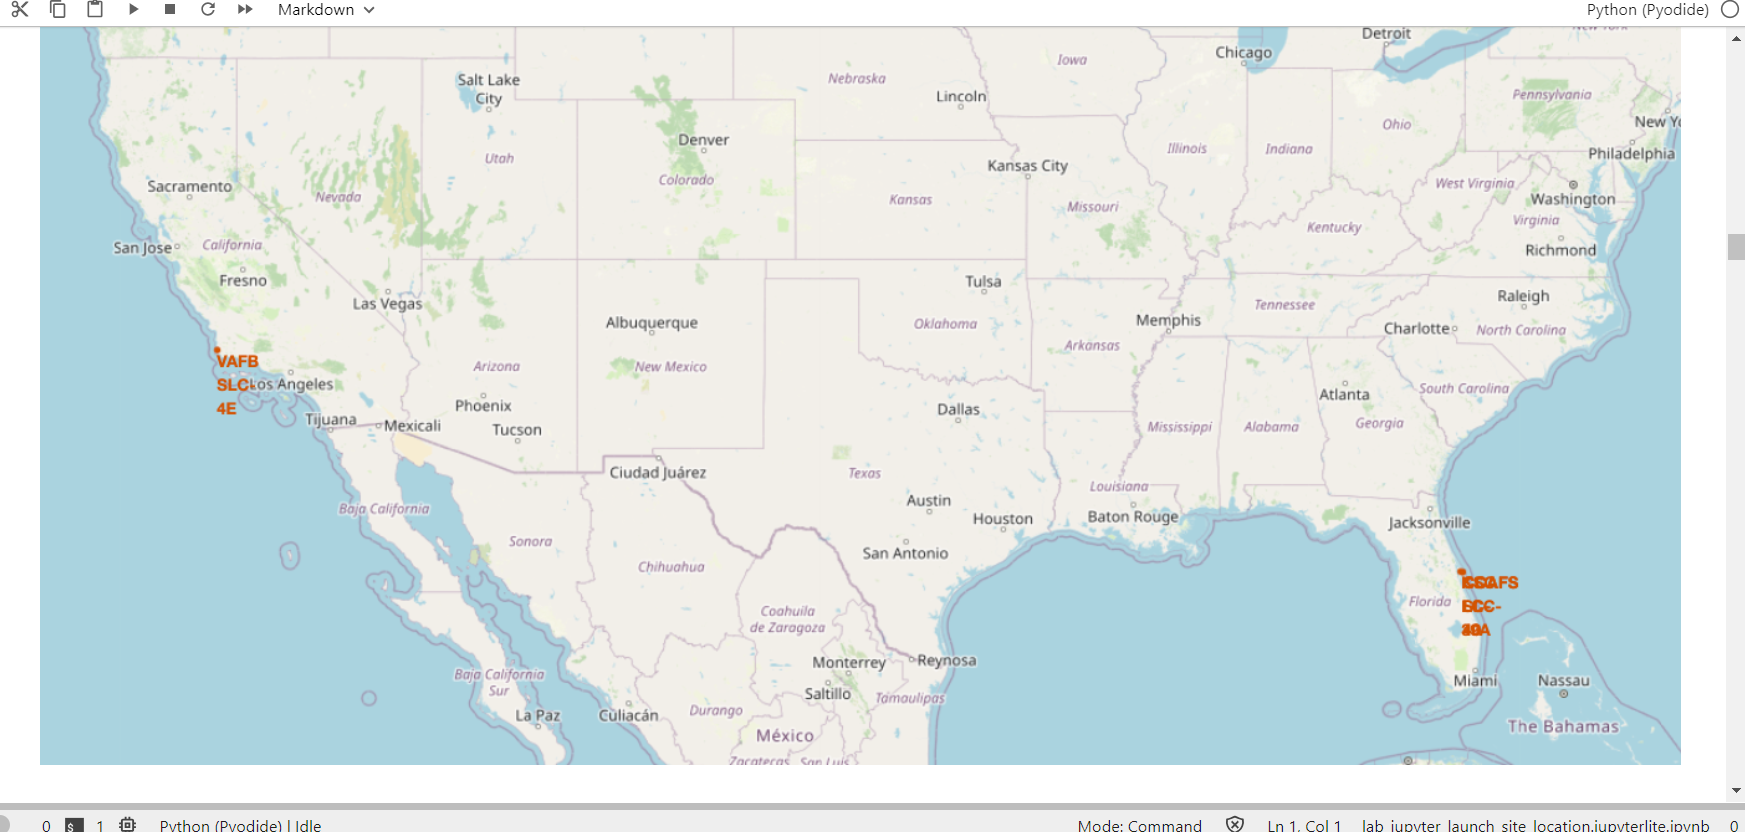 Markdown
Python (Pyodide)
Detroit
Chicago
Iowa
Nebraska
Salt Lake
City
Lincoln
Pennsylvania
New Yo
Ohio
Denver
Illinois
Indiana
Philadelphia
Utah
Kansas City
Colorado
West Virginia
Sacramento
Nevada
Kansas
Missouri
Washington
Virginia
Kentucky
San Jose
California
Richmond
Fresno
Tulsa
Las Vegas
Raleigh
Tennessee
Albuquerque
Oklahoma
Memphis
Charlotte
North Carolina
Arkansas
VAFB
SLC-
4E
Los Angeles
Arizona
New Mexico
South Carolina
Atlanta
Phoenix
Dallas
Tijuana
Mexicali
Tucson
Mississippi
Alabama
Georgia
Ciudad Juárez
Texas
Louisiana
Baja California
Austin
Houston
Baton Rouge
Jacksonville
Sonora
San Antonio
Chihuahua
Florida
Coahuila
de Zaragoza
Monterrey
Reynosa
Baja California
Sur
Saltillo
Tamaulipas
Miami
Nassau
La Paz
Culiacán
Durango
México
The Bahamas
Zacatecas
San Luis
0
1
Python (Pyodide) | Idle
Mode: Command
Ln 1, Col 1
lab_jupyter_launch_site_location.jupyterlite.ipynb
0